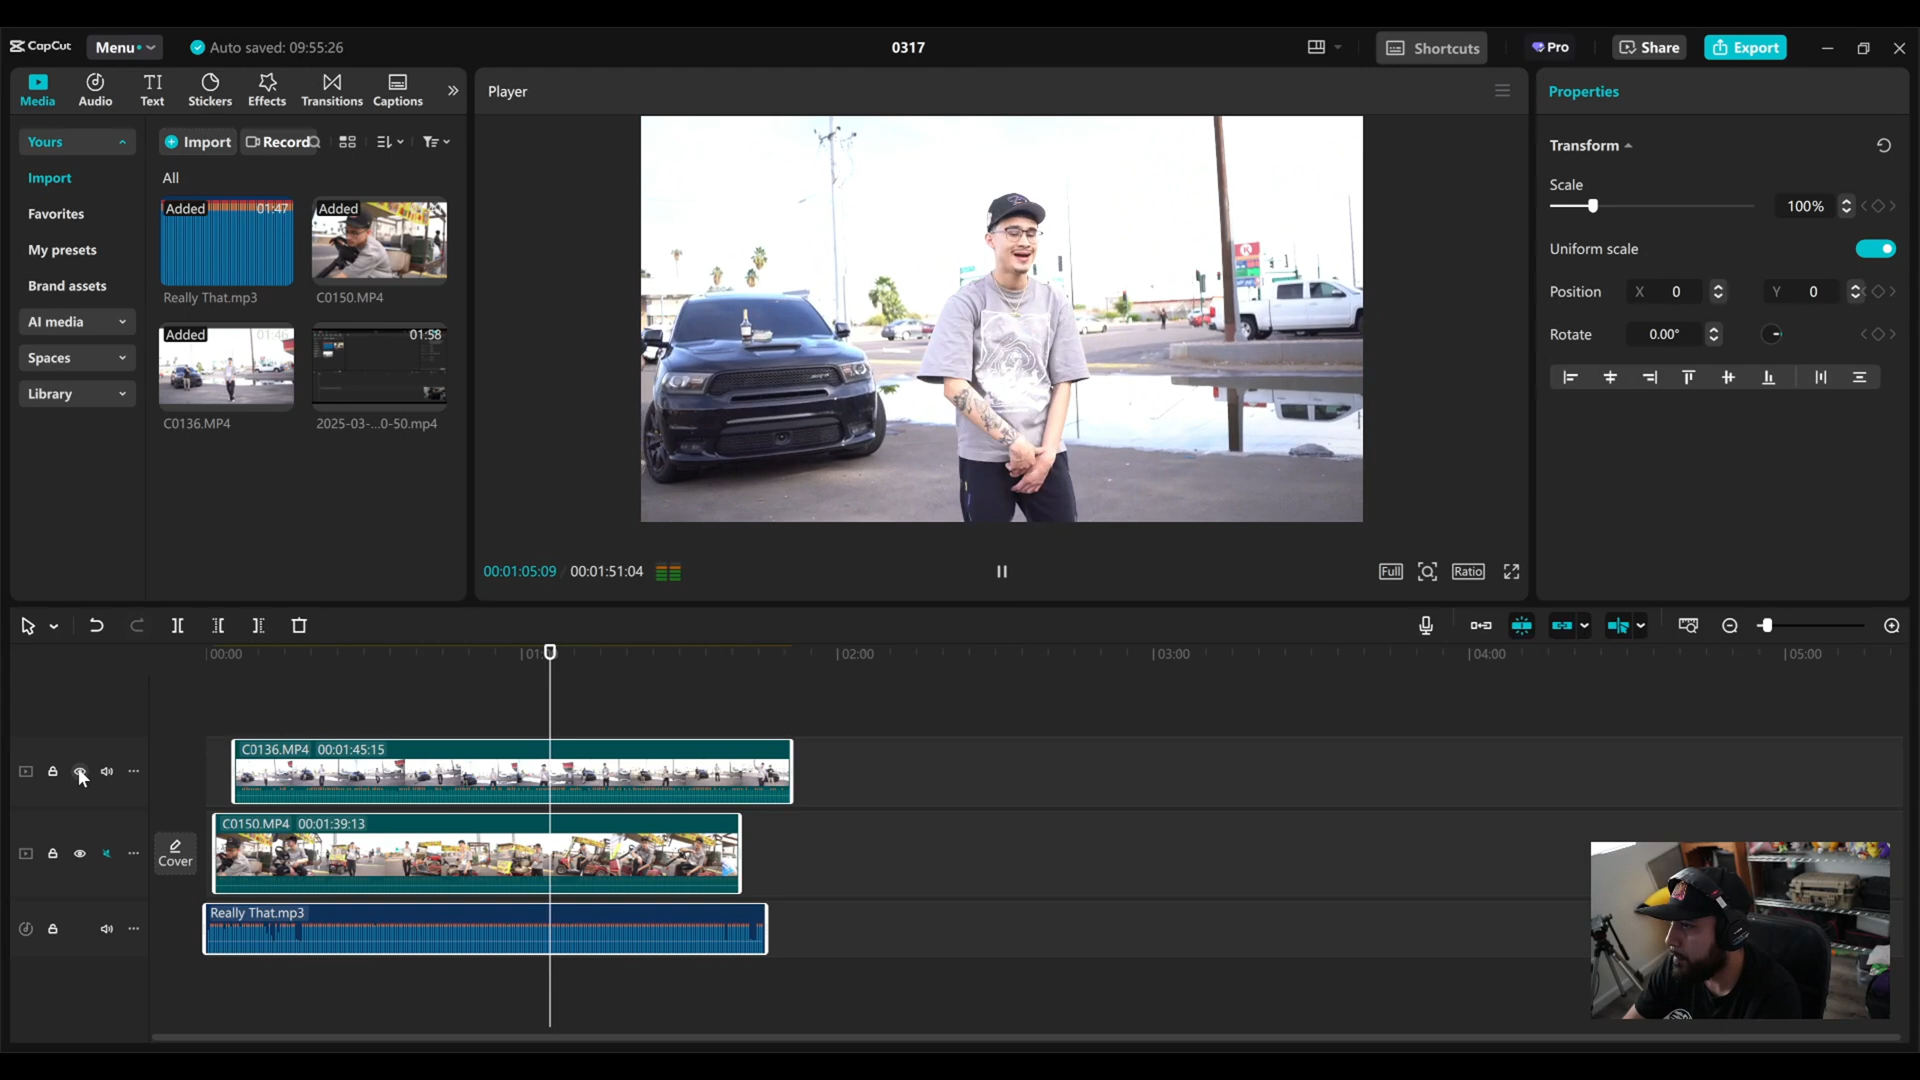 CapCut
Menu
Auto saved: 09:55:26
0317
Shortcuts
Pro
Share
Export
Media
Audio
Text
Stickers
Effects
Transitions
Captions
Player
Properties
Yours
Import
Record
Transform
Import
All
Scale
Added 01:47
Added
100%
Favorites
My presets
Uniform scale
Brand assets
Really That.mp3
C0150.MP4
Position X 0 Y 0
AI media
Added 01:46
01:58
Rotate 0.00°
Spaces
Library
C0136.MP4
2025-03-...0-50.mp4
00:01:05:09 / 00:01:51:04
Full
Ratio
00:00
02:00
03:00
04:00
05:00
C0136.MP4 00:01:45:15
C0150.MP4 00:01:39:13
Cover
Really That.mp3